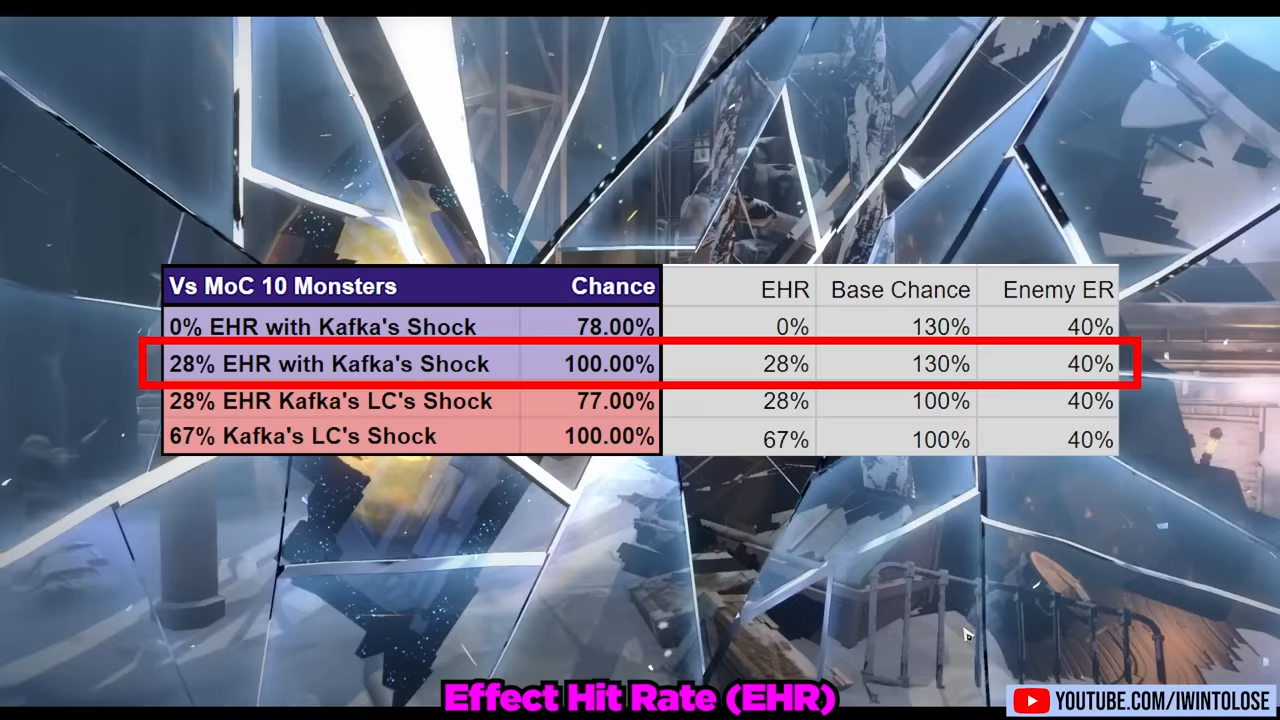 Vs MoC 10 Monsters Chance EHR Base Chance Enemy ER
0% EHR with Kafka's Shock 78.00% 0% 130% 40%
28% EHR with Kafka's Shock 100.00% 28% 130% 40%
28% EHR Kafka's LC's Shock 77.00% 28% 100% 40%
67% Kafka's LC's Shock 100.00% 67% 100% 40%
Effect Hit Rate (EHR)
YOUTUBE.COM/IWINTOLOSE